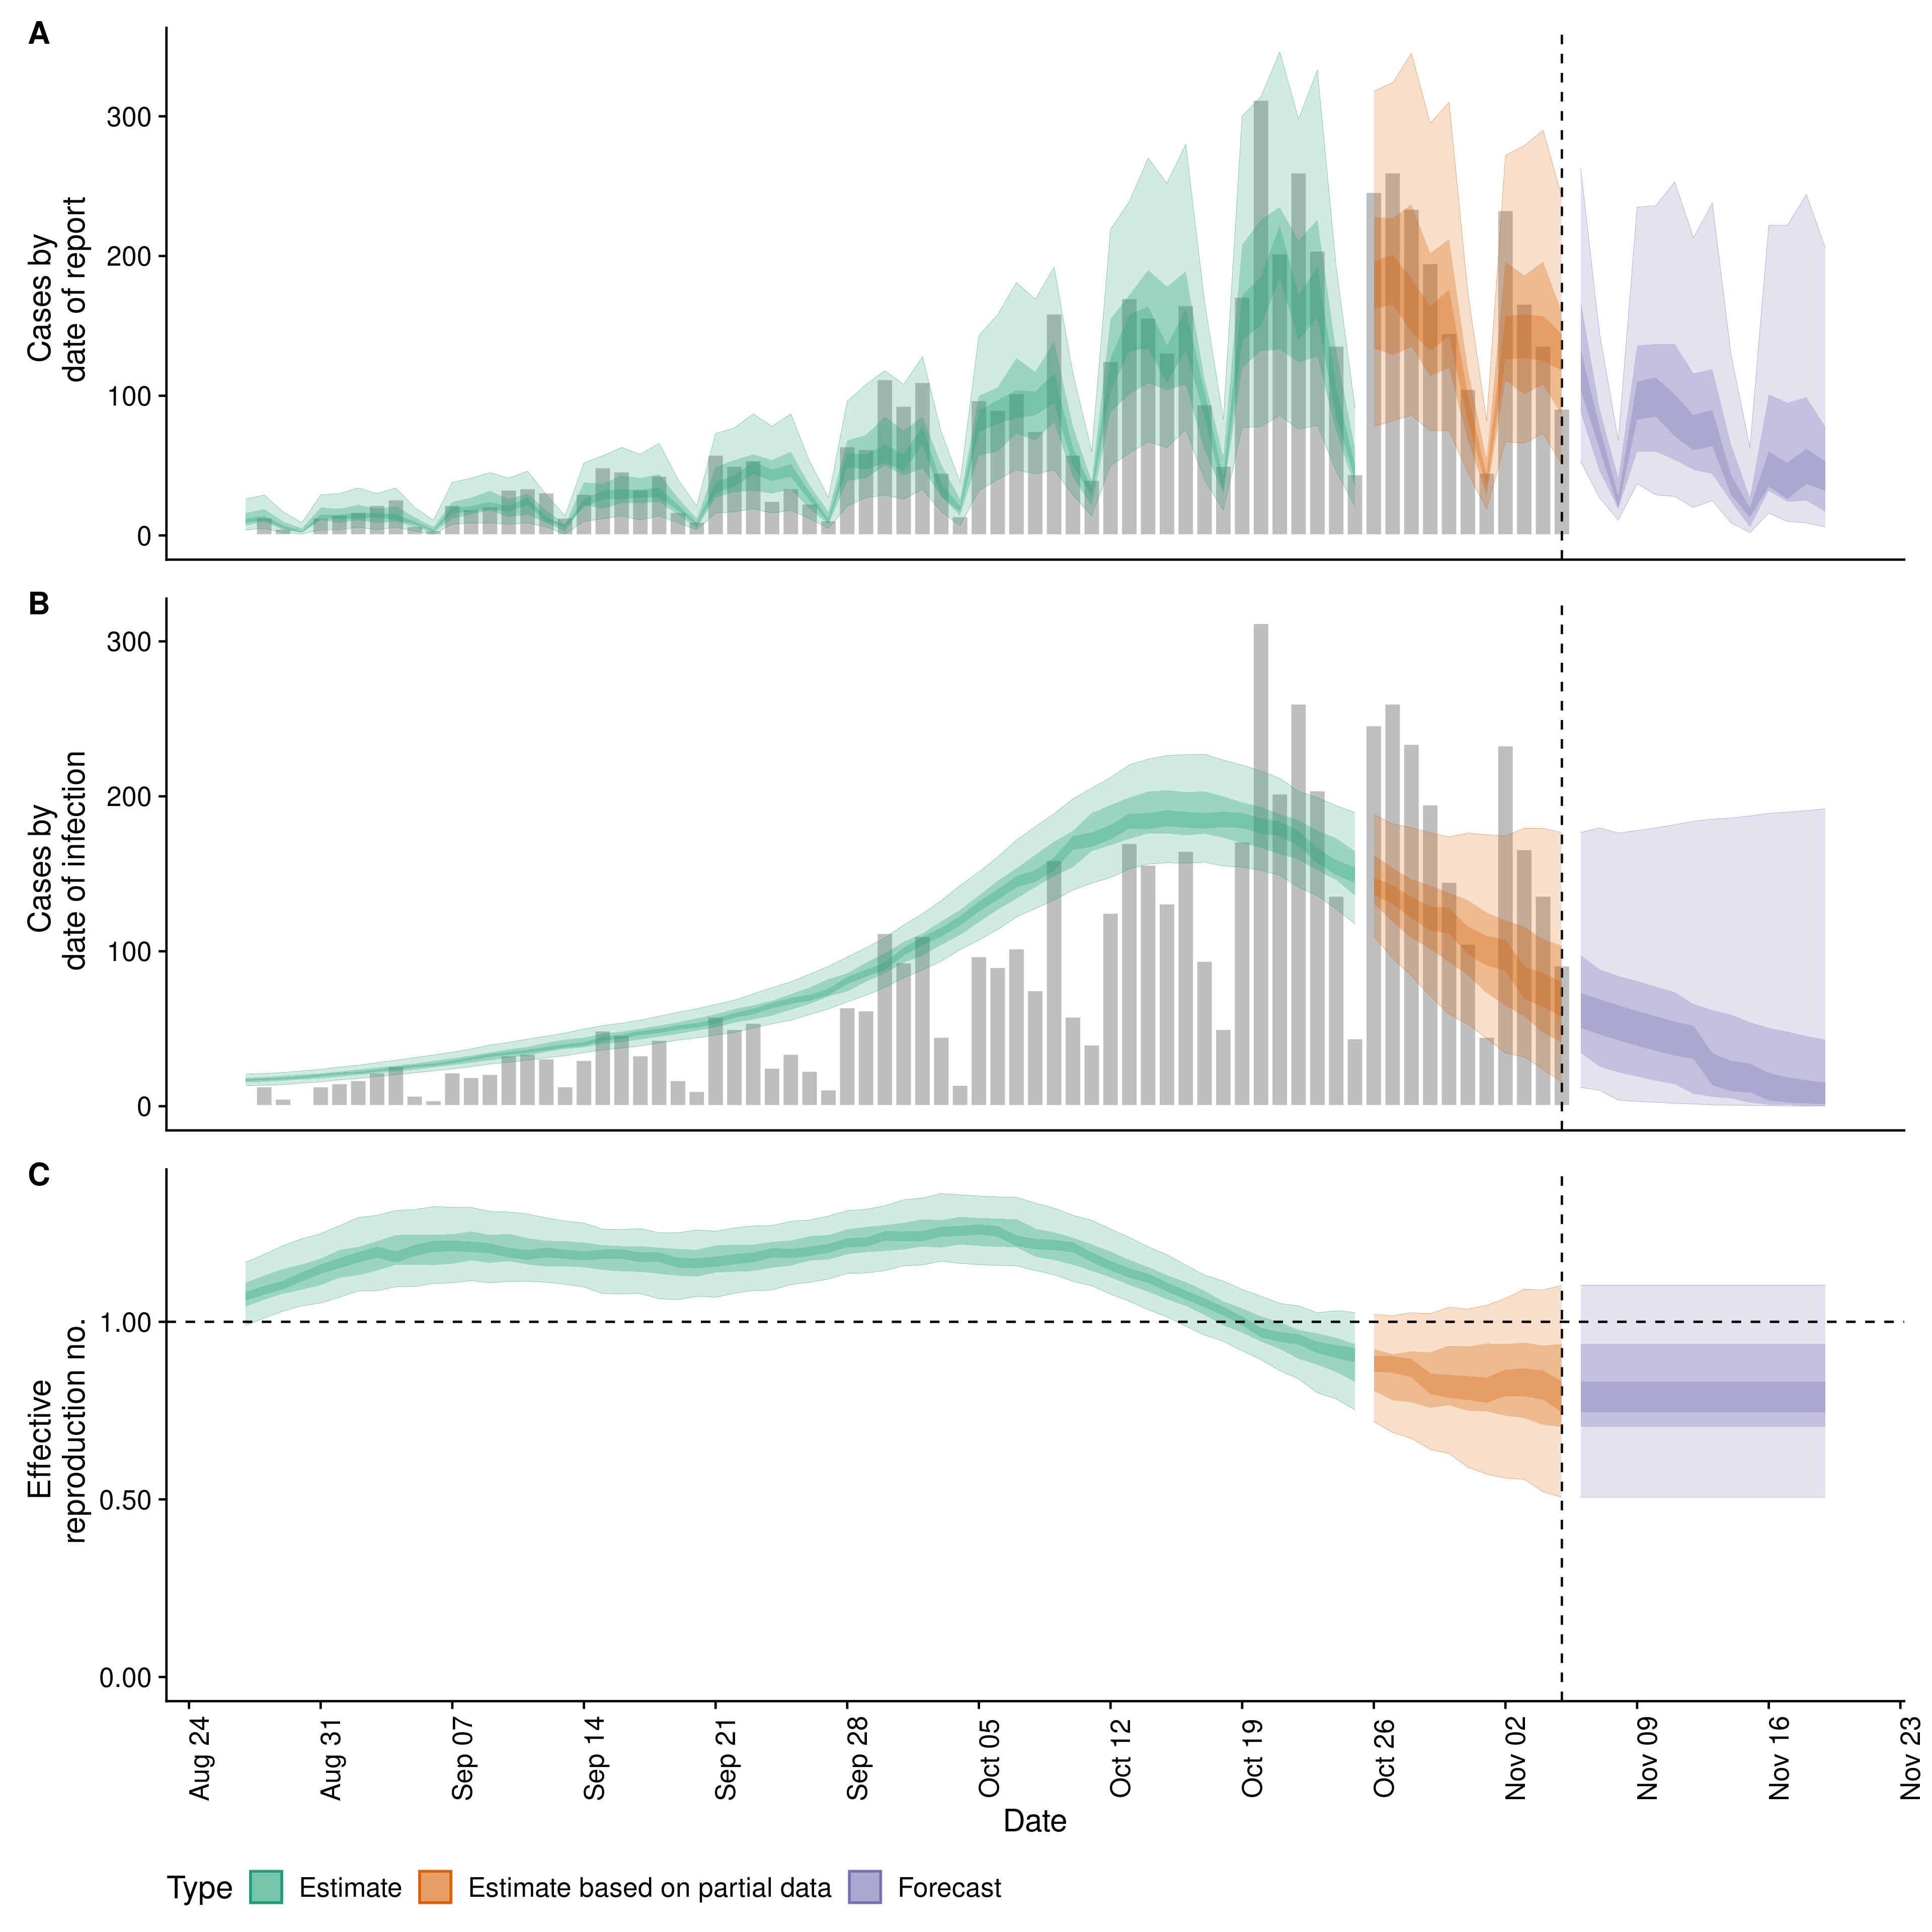 A
Cases by
date of report
300
200
100
0
B
Cases by
date of infection
300
200
100
0
C
Effective
reproduction no.
1.00
0.50
0.00
Aug 24
Aug 31
Sep 07
Sep 14
Sep 21
Sep 28
Oct 05
Oct 12
Oct 19
Oct 26
Nov 02
Nov 09
Nov 16
Nov 23
Date
Type
Estimate
Estimate based on partial data
Forecast